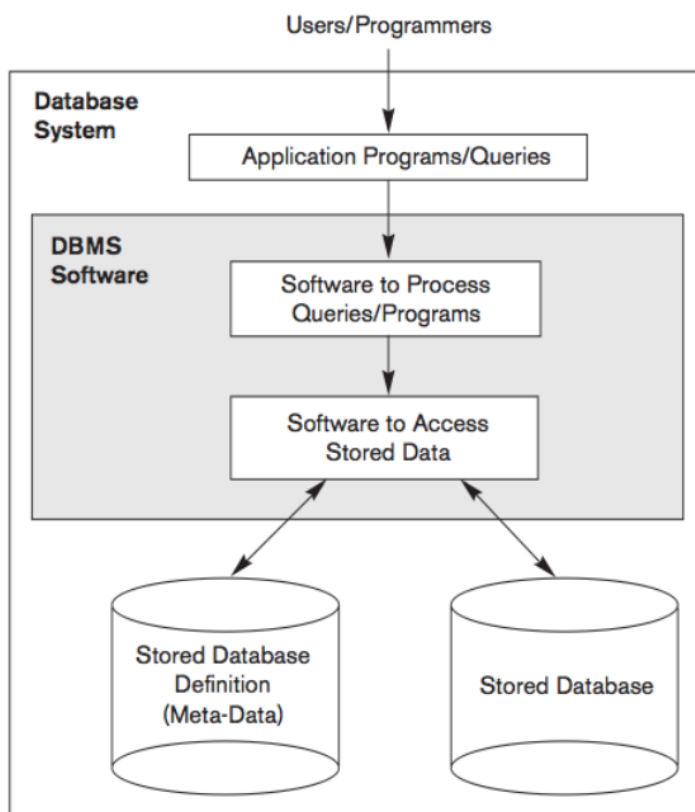 Users/Programmers
Database
System
Application Programs/Queries
DBMS
Software
Software to Process
Queries/Programs
Software to Access
Stored Data
Stored Database
Definition
(Meta-Data)
Stored Database